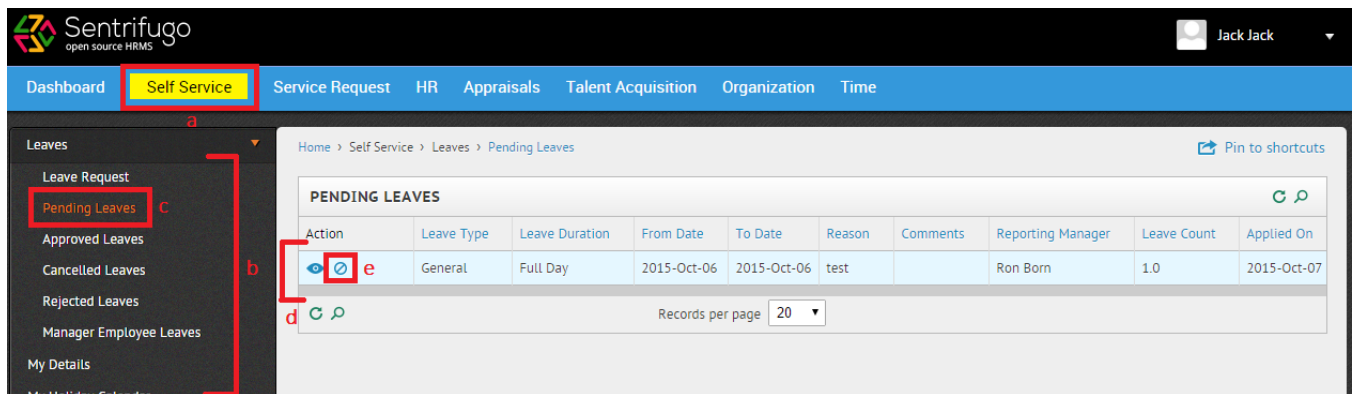 Sentrifugo
open source HRMS
Jack Jack
Dashboard Self Service Service Request HR Appraisals Talent Acquisition Organization Time
a
Leaves
Home › Self Service › Leaves › Pending Leaves
Pin to shortcuts
Leave Request
Pending Leaves c
Approved Leaves
Cancelled Leaves
Rejected Leaves
Manager Employee Leaves
My Details
My Holiday Calendar
b
PENDING LEAVES
Action Leave Type Leave Duration From Date To Date Reason Comments Reporting Manager Leave Count Applied On
e General Full Day 2015-Oct-06 2015-Oct-06 test Ron Born 1.0 2015-Oct-07
d
Records per page 20